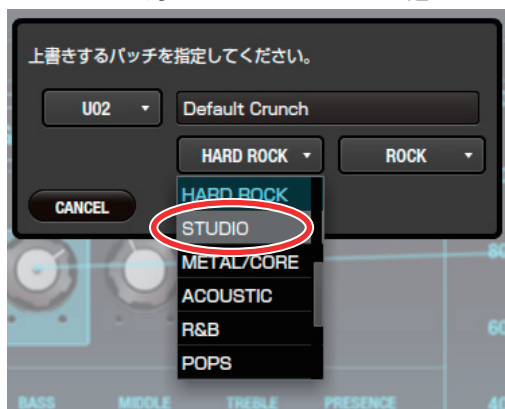 上書きするパッチを指定してください。
U02 Default Crunch
HARD ROCK ROCK
CANCEL
HARD ROCK
STUDIO
METAL/CORE
80
ACOUSTIC
R&B
60
POPS
BASS MIDDLE TREBLE PRESENCE 40